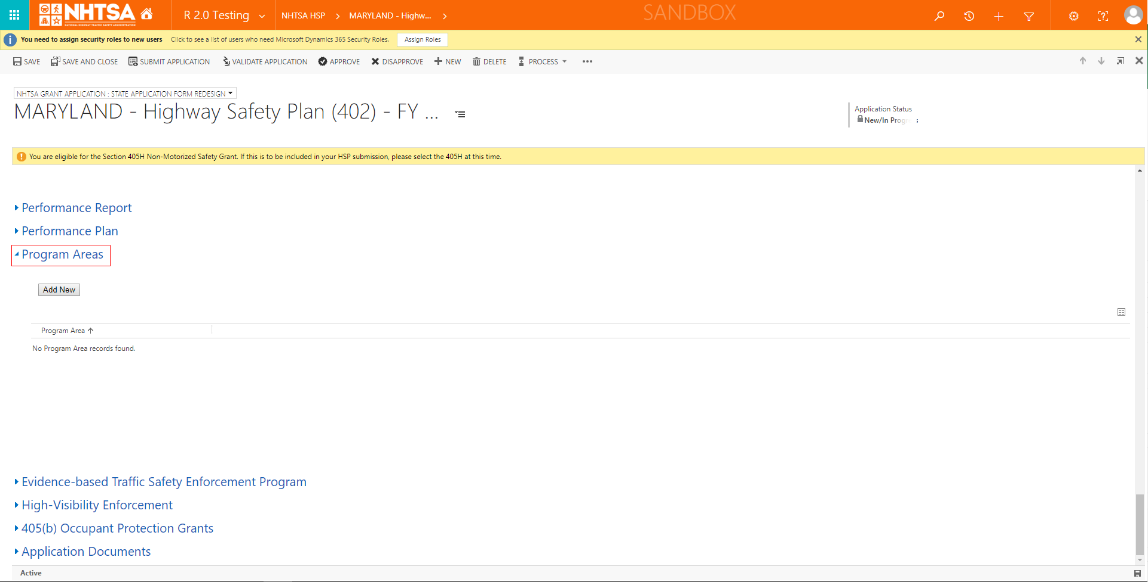 NHTSA
R 2.0 Testing
NHTSA HSP
MARYLAND - Highw...
SANDBOX
You need to assign security roles to new users
Click to see a list of users who need Microsoft Dynamics 365 Security Roles.
Assign Roles
SAVE
SAVE AND CLOSE
SUBMIT APPLICATION
VALIDATE APPLICATION
APPROVE
DISAPPROVE
NEW
DELETE
PROCESS
NHTSA GRANT APPLICATION : STATE APPLICATION FORM REDESIGN
MARYLAND - Highway Safety Plan (402) - FY ...
Application Status
New/In Progr
You are eligible for the Section 405H Non-Motorized Safety Grant. If this is to be included in your HSP submission, please select the 405H at this time.
Performance Report
Performance Plan
Program Areas
Add New
Program Area
No Program Area records found.
Evidence-based Traffic Safety Enforcement Program
High-Visibility Enforcement
405(b) Occupant Protection Grants
Application Documents
Active